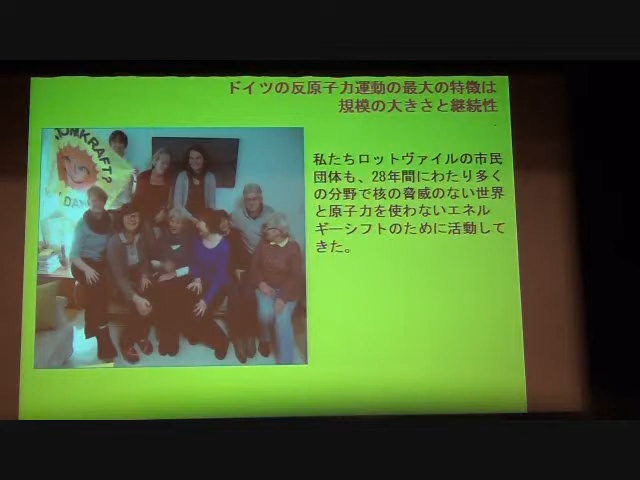 ドイツの反原子力運動の最大の特徴は
規模の大きさと継続性
私たちロットヴァイルの市民
団体も、28年間にわたり多く
の分野で核の脅威のない世界
と原子力を使わないエネル
ギーシフトのために活動して
きた。